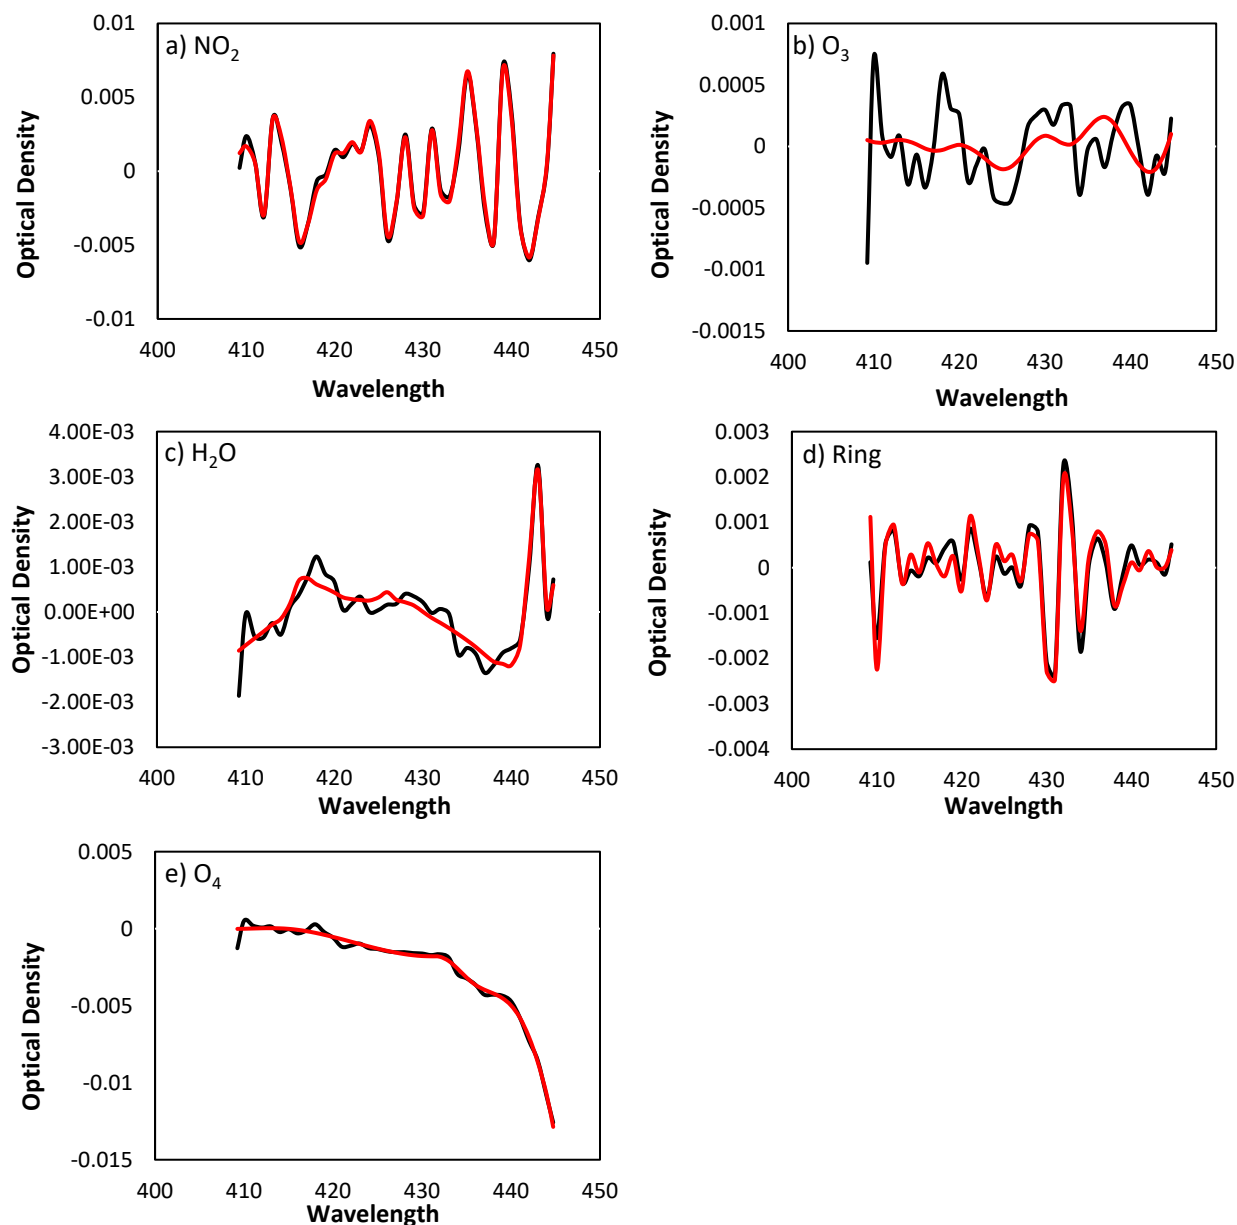 a) NO₂
0.01
0.005
0
-0.005
-0.01
Optical Density
400 410 420 430 440 450
Wavelength
b) O₃
0.001
0.0005
0
-0.0005
-0.001
-0.0015
Optical Density
400 410 420 430 440 450
Wavelength
c) H₂O
4.00E-03
3.00E-03
2.00E-03
1.00E-03
0.00E+00
-1.00E-03
-2.00E-03
-3.00E-03
Optical Density
400 410 420 430 440 450
Wavelength
d) Ring
0.003
0.002
0.001
0
-0.001
-0.002
-0.003
-0.004
Optical Density
400 410 420 430 440 450
Wavelngth
e) O₄
0.005
0
-0.005
-0.01
-0.015
Optical Density
400 410 420 430 440 450
Wavelength